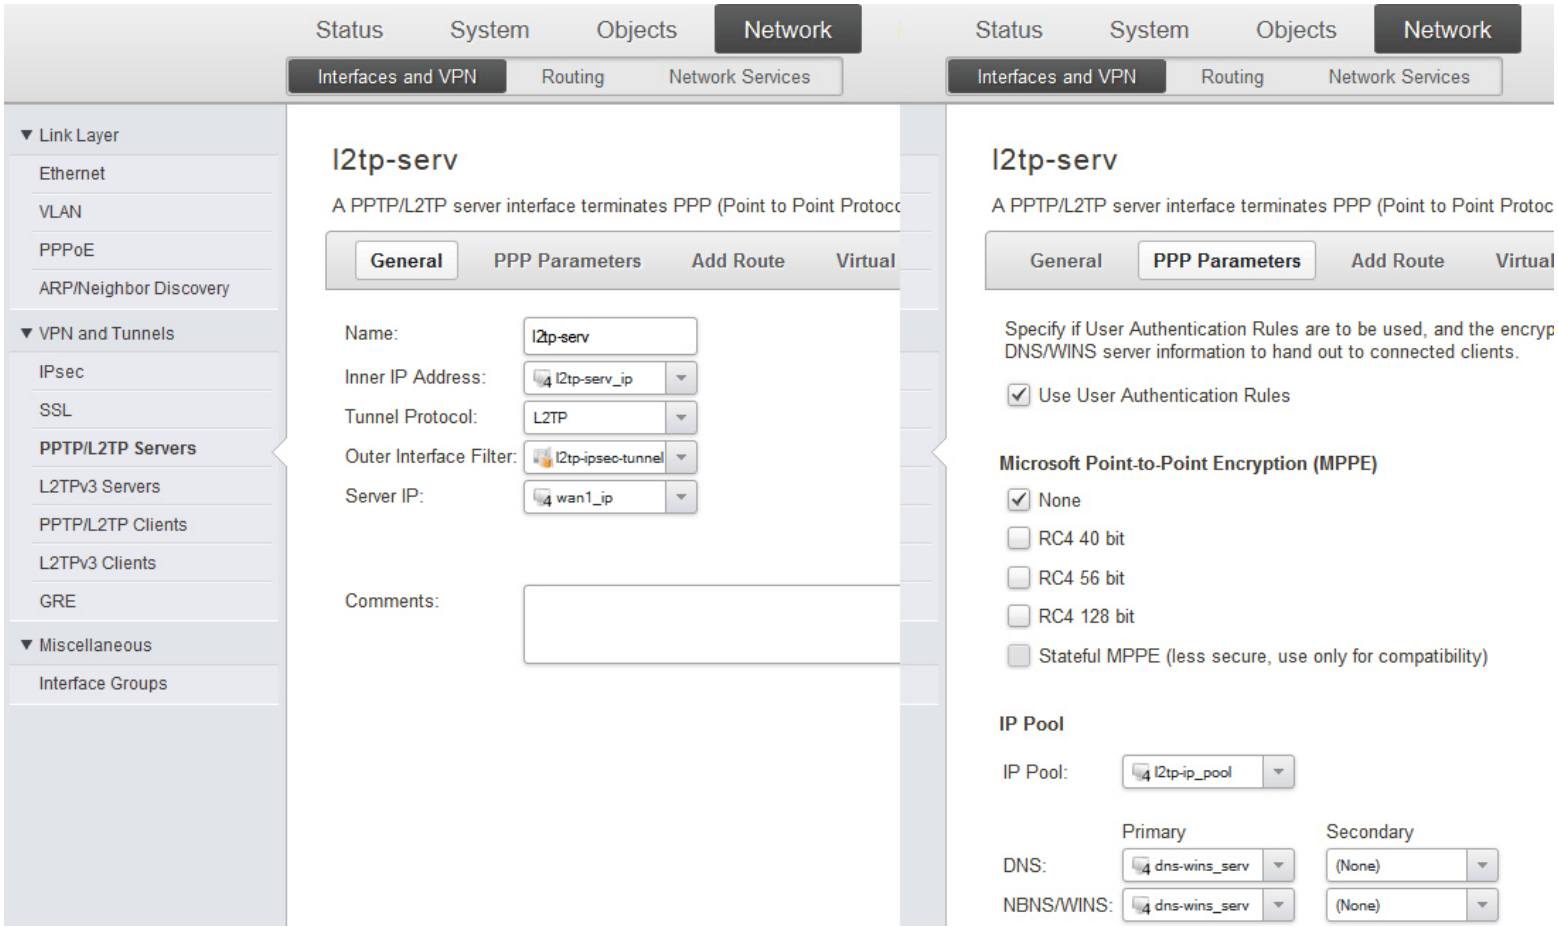 Status System Objects Network
Interfaces and VPN Routing Network Services
Link Layer
Ethernet
VLAN
PPPoE
ARP/Neighbor Discovery
VPN and Tunnels
IPsec
SSL
PPTP/L2TP Servers
L2TPv3 Servers
PPTP/L2TP Clients
L2TPv3 Clients
GRE
Miscellaneous
Interface Groups
l2tp-serv
A PPTP/L2TP server interface terminates PPP (Point to Point Protoco
General PPP Parameters Add Route Virtual
Name: l2tp-serv
Inner IP Address: 4 l2tp-serv_ip
Tunnel Protocol: L2TP
Outer Interface Filter: l2tp-ipsec-tunnel
Server IP: 4 wan1_ip
Comments:
Status System Objects Network
Interfaces and VPN Routing Network Services
l2tp-serv
A PPTP/L2TP server interface terminates PPP (Point to Point Protoc
General PPP Parameters Add Route Virtual
Specify if User Authentication Rules are to be used, and the encryp
DNS/WINS server information to hand out to connected clients.
Use User Authentication Rules
Microsoft Point-to-Point Encryption (MPPE)
None
RC4 40 bit
RC4 56 bit
RC4 128 bit
Stateful MPPE (less secure, use only for compatibility)
IP Pool
IP Pool: 4 l2tp-ip_pool
Primary Secondary
DNS: 4 dns-wins_serv (None)
NBNS/WINS: 4 dns-wins_serv (None)